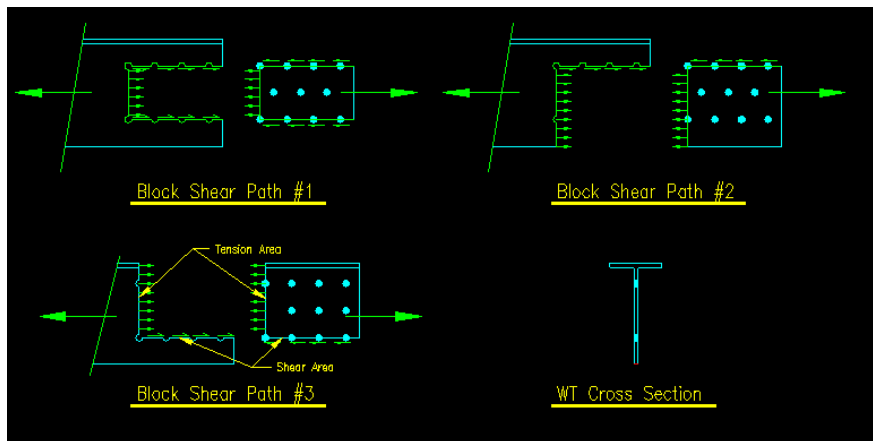 Block Shear Path #1
Block Shear Path #2
Tension Area
Shear Area
Block Shear Path #3
WT Cross Section